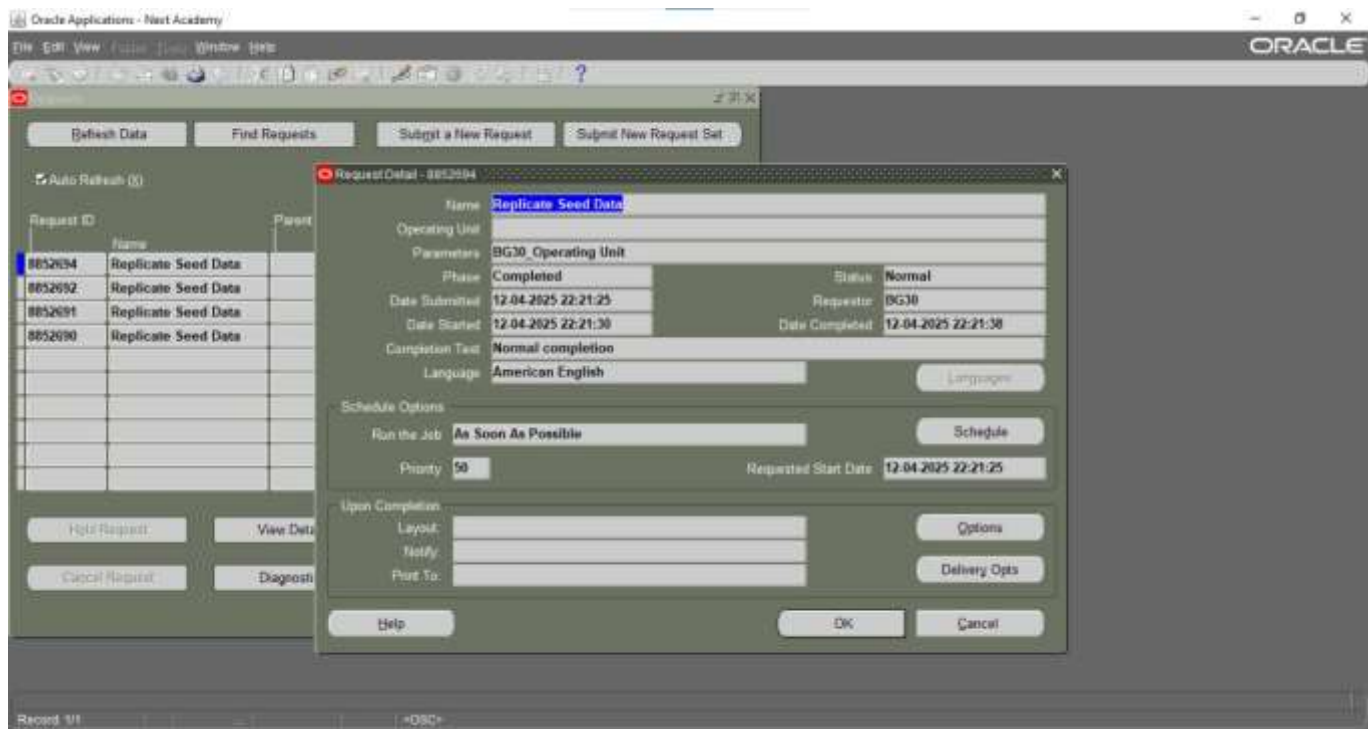 Oracle Applications - Next Academy
File Edit View Folder Tools Window Help
ORACLE
Refresh Data Find Requests Submit a New Request Submit New Request Set
Auto Refresh (X)
Request ID
Name
Parent
8852694 Replicate Seed Data
8852692 Replicate Seed Data
8852691 Replicate Seed Data
8852690 Replicate Seed Data
Hold Request View Deta
Cancel Request Diagnosti
Request Detail - 8852694
Name Replicate Seed Data
Operating Unit
Parameters BG30_Operating Unit
Phase Completed Status Normal
Date Submitted 12-04-2025 22:21:25 Requestor BG30
Date Started 12-04-2025 22:21:30 Date Completed 12-04-2025 22:21:38
Completion Text Normal completion
Language American English Languages
Schedule Options
Run the Job As Soon As Possible Schedule
Priority 50 Requested Start Date 12-04-2025 22:21:25
Upon Completion
Layout: Options
Notify:
Print To: Delivery Opts
Help OK Cancel
Record: 1/1 ... <OSC>